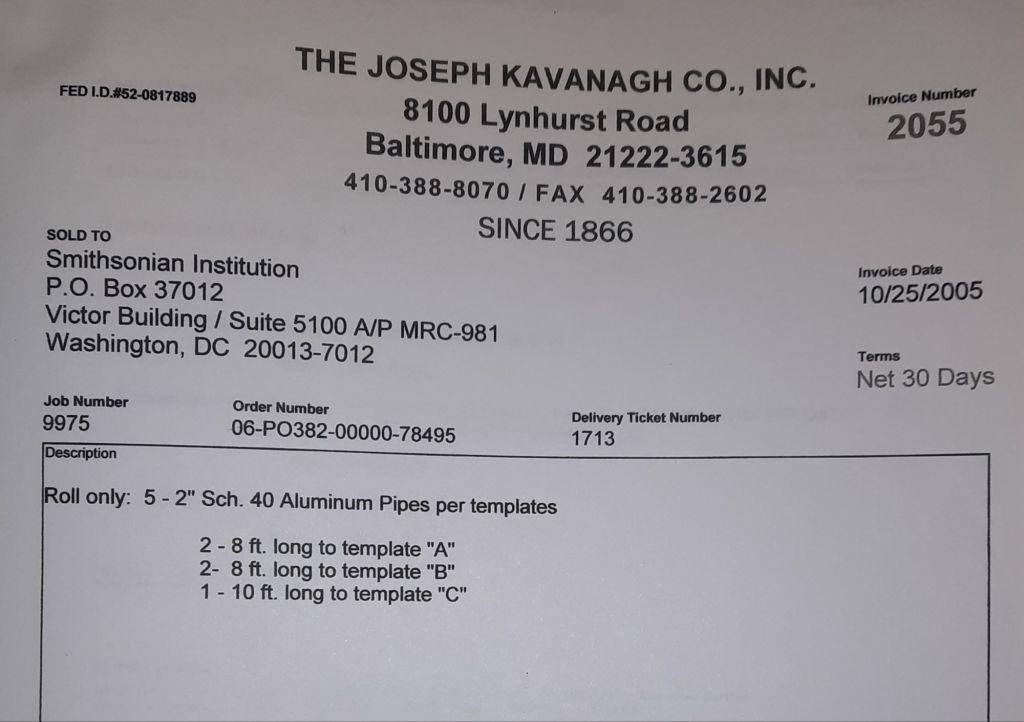 THE JOSEPH KAVANAGH CO., INC.
FED I.D.#52-0817889
8100 Lynhurst Road
Baltimore, MD 21222-3615
410-388-8070 / FAX 410-388-2602
SINCE 1866
Invoice Number
2055
SOLD TO
Smithsonian Institution
P.O. Box 37012
Victor Building / Suite 5100 A/P MRC-981
Washington, DC 20013-7012
Invoice Date
10/25/2005
Terms
Net 30 Days
Job Number
9975
Order Number
06-PO382-00000-78495
Delivery Ticket Number
1713
Description
Roll only: 5 - 2" Sch. 40 Aluminum Pipes per templates
2 - 8 ft. long to template "A"
2- 8 ft. long to template "B"
1 - 10 ft. long to template "C"